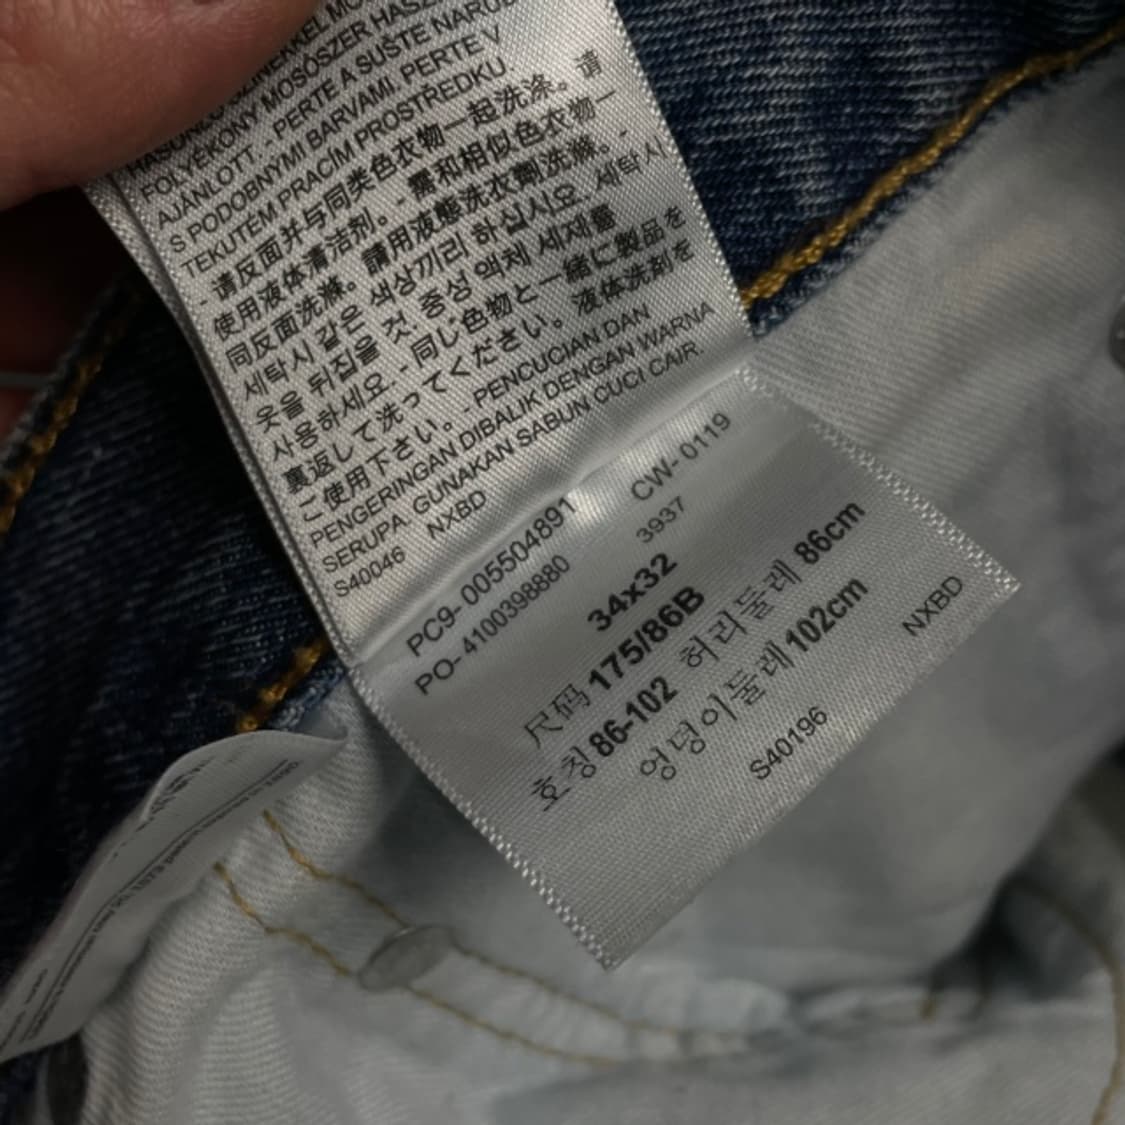 FOLYÉKONY MOSÓSZER HASZ
AJÁNLOTT. - PERTE A SUŠTE NARUB
S PODOBNÝMI BARVAMI. PERTE V
TEKUTÉM PRACÍM PROSTŘEDKU
- 请反面并与同类色衣物一起洗涤。请
使用液体清洁剂。- 需和相似色衣物一
同反面洗滌。請用液態洗衣劑洗滌。-
세탁시 같은 색상끼리 하십시오. 세탁시
옷을 뒤집을 것. 중성 액체 세제를
사용하세요. - 同じ色物と一緒に製品を
裏返して洗ってください。液体洗剤を
ご使用下さい。- PENCUCIAN DAN
PENGERINGAN DIBALIK DENGAN WARNA
SERUPA. GUNAKAN SABUN CUCI CAIR.
S40046 NXBD
PC9- 005504891 CW- 0119
PO- 4100398880 3937
34x32
尺码 175/86B
호칭 86-102 허리둘레 86cm
엉덩이둘레 102cm
S40196 NXBD